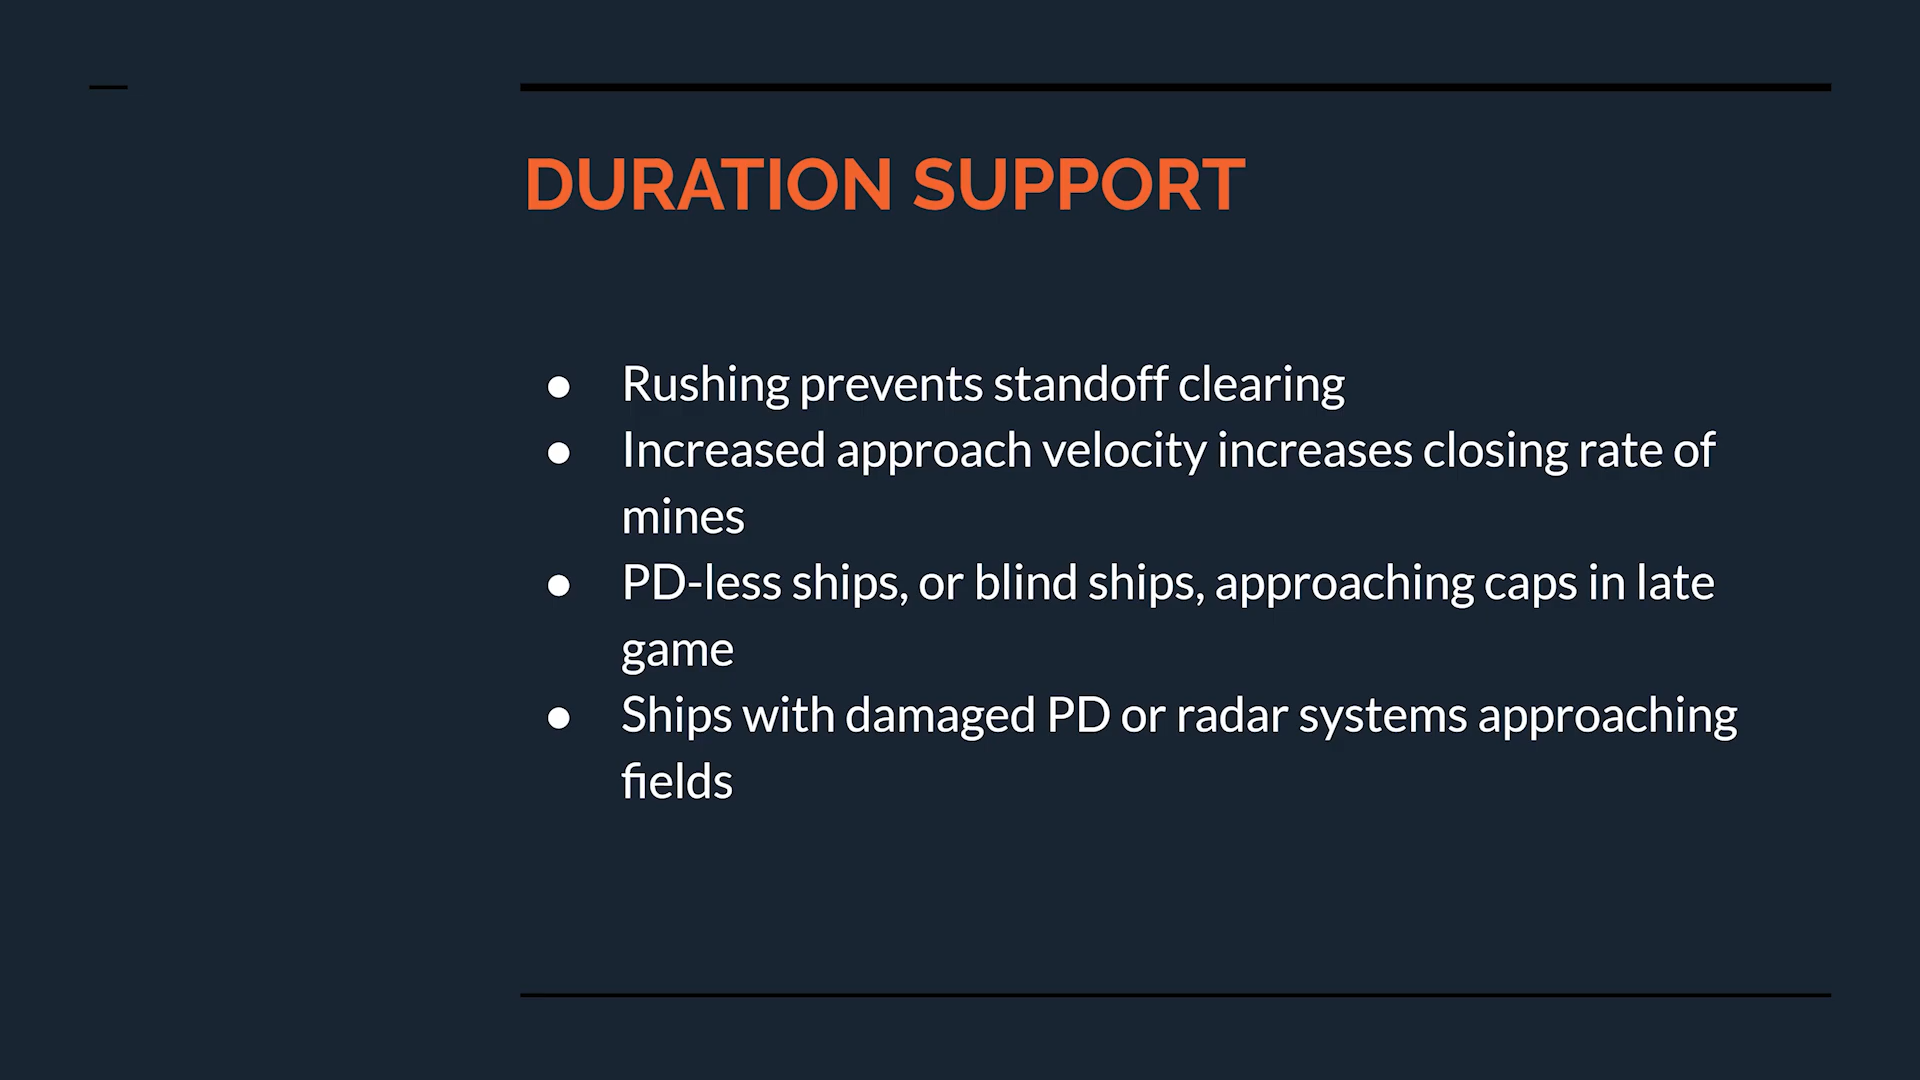 DURATION SUPPORT
● Rushing prevents standoff clearing
● Increased approach velocity increases closing rate of
mines
● PD-less ships, or blind ships, approaching caps in late
game
● Ships with damaged PD or radar systems approaching
fields